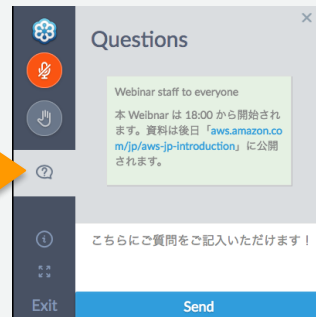 Questions
Webinar staff to everyone
本 Weibnar は 18:00 から開始され
ます。資料は後日「aws.amazon.co
m/jp/aws-jp-introduction」に公開
されます。
こちらにご質問をご記入いただけます！
Exit
Send